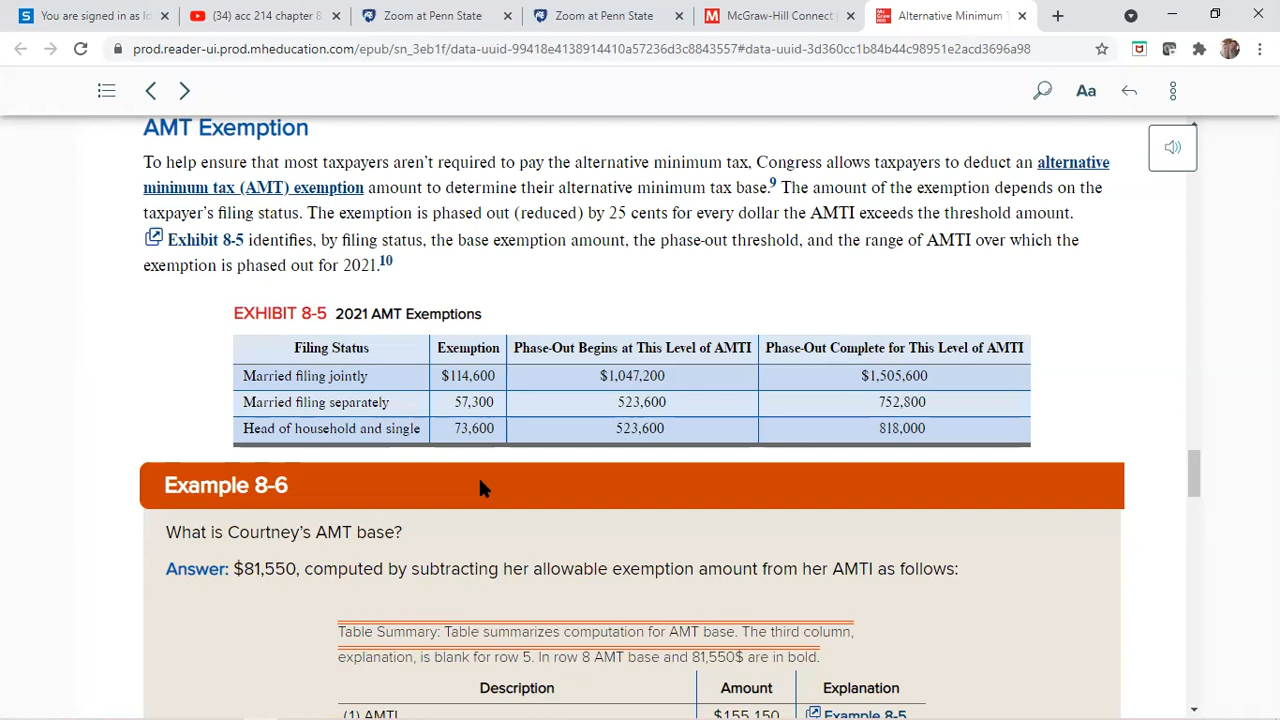 You are signed in as l
(34) acc 214 chapter 8
Zoom at Penn State
Zoom at Penn State
McGraw-Hill Connect
Alternative Minimum
prod.reader-ui.prod.mheducation.com/epub/sn_3eb1f/data-uuid-99418e4138914410a57236d3c8843557#data-uuid-3d360cc1b84b44c98951e2acd3696a98
Aa
AMT Exemption
To help ensure that most taxpayers aren't required to pay the alternative minimum tax, Congress allows taxpayers to deduct an alternative
minimum tax (AMT) exemption amount to determine their alternative minimum tax base.9 The amount of the exemption depends on the
taxpayer's filing status. The exemption is phased out (reduced) by 25 cents for every dollar the AMTI exceeds the threshold amount.
Exhibit 8-5 identifies, by filing status, the base exemption amount, the phase-out threshold, and the range of AMTI over which the
exemption is phased out for 2021.10
EXHIBIT 8-5 2021 AMT Exemptions
Filing Status Exemption Phase-Out Begins at This Level of AMTI Phase-Out Complete for This Level of AMTI
Married filing jointly $114,600 $1,047,200 $1,505,600
Married filing separately 57,300 523,600 752,800
Head of household and single 73,600 523,600 818,000
Example 8-6
What is Courtney's AMT base?
Answer: $81,550, computed by subtracting her allowable exemption amount from her AMTI as follows:
Table Summary: Table summarizes computation for AMT base. The third column,
explanation, is blank for row 5. In row 8 AMT base and 81,550$ are in bold.
Description Amount Explanation
(1) AMTI $155,150 Example 8-5